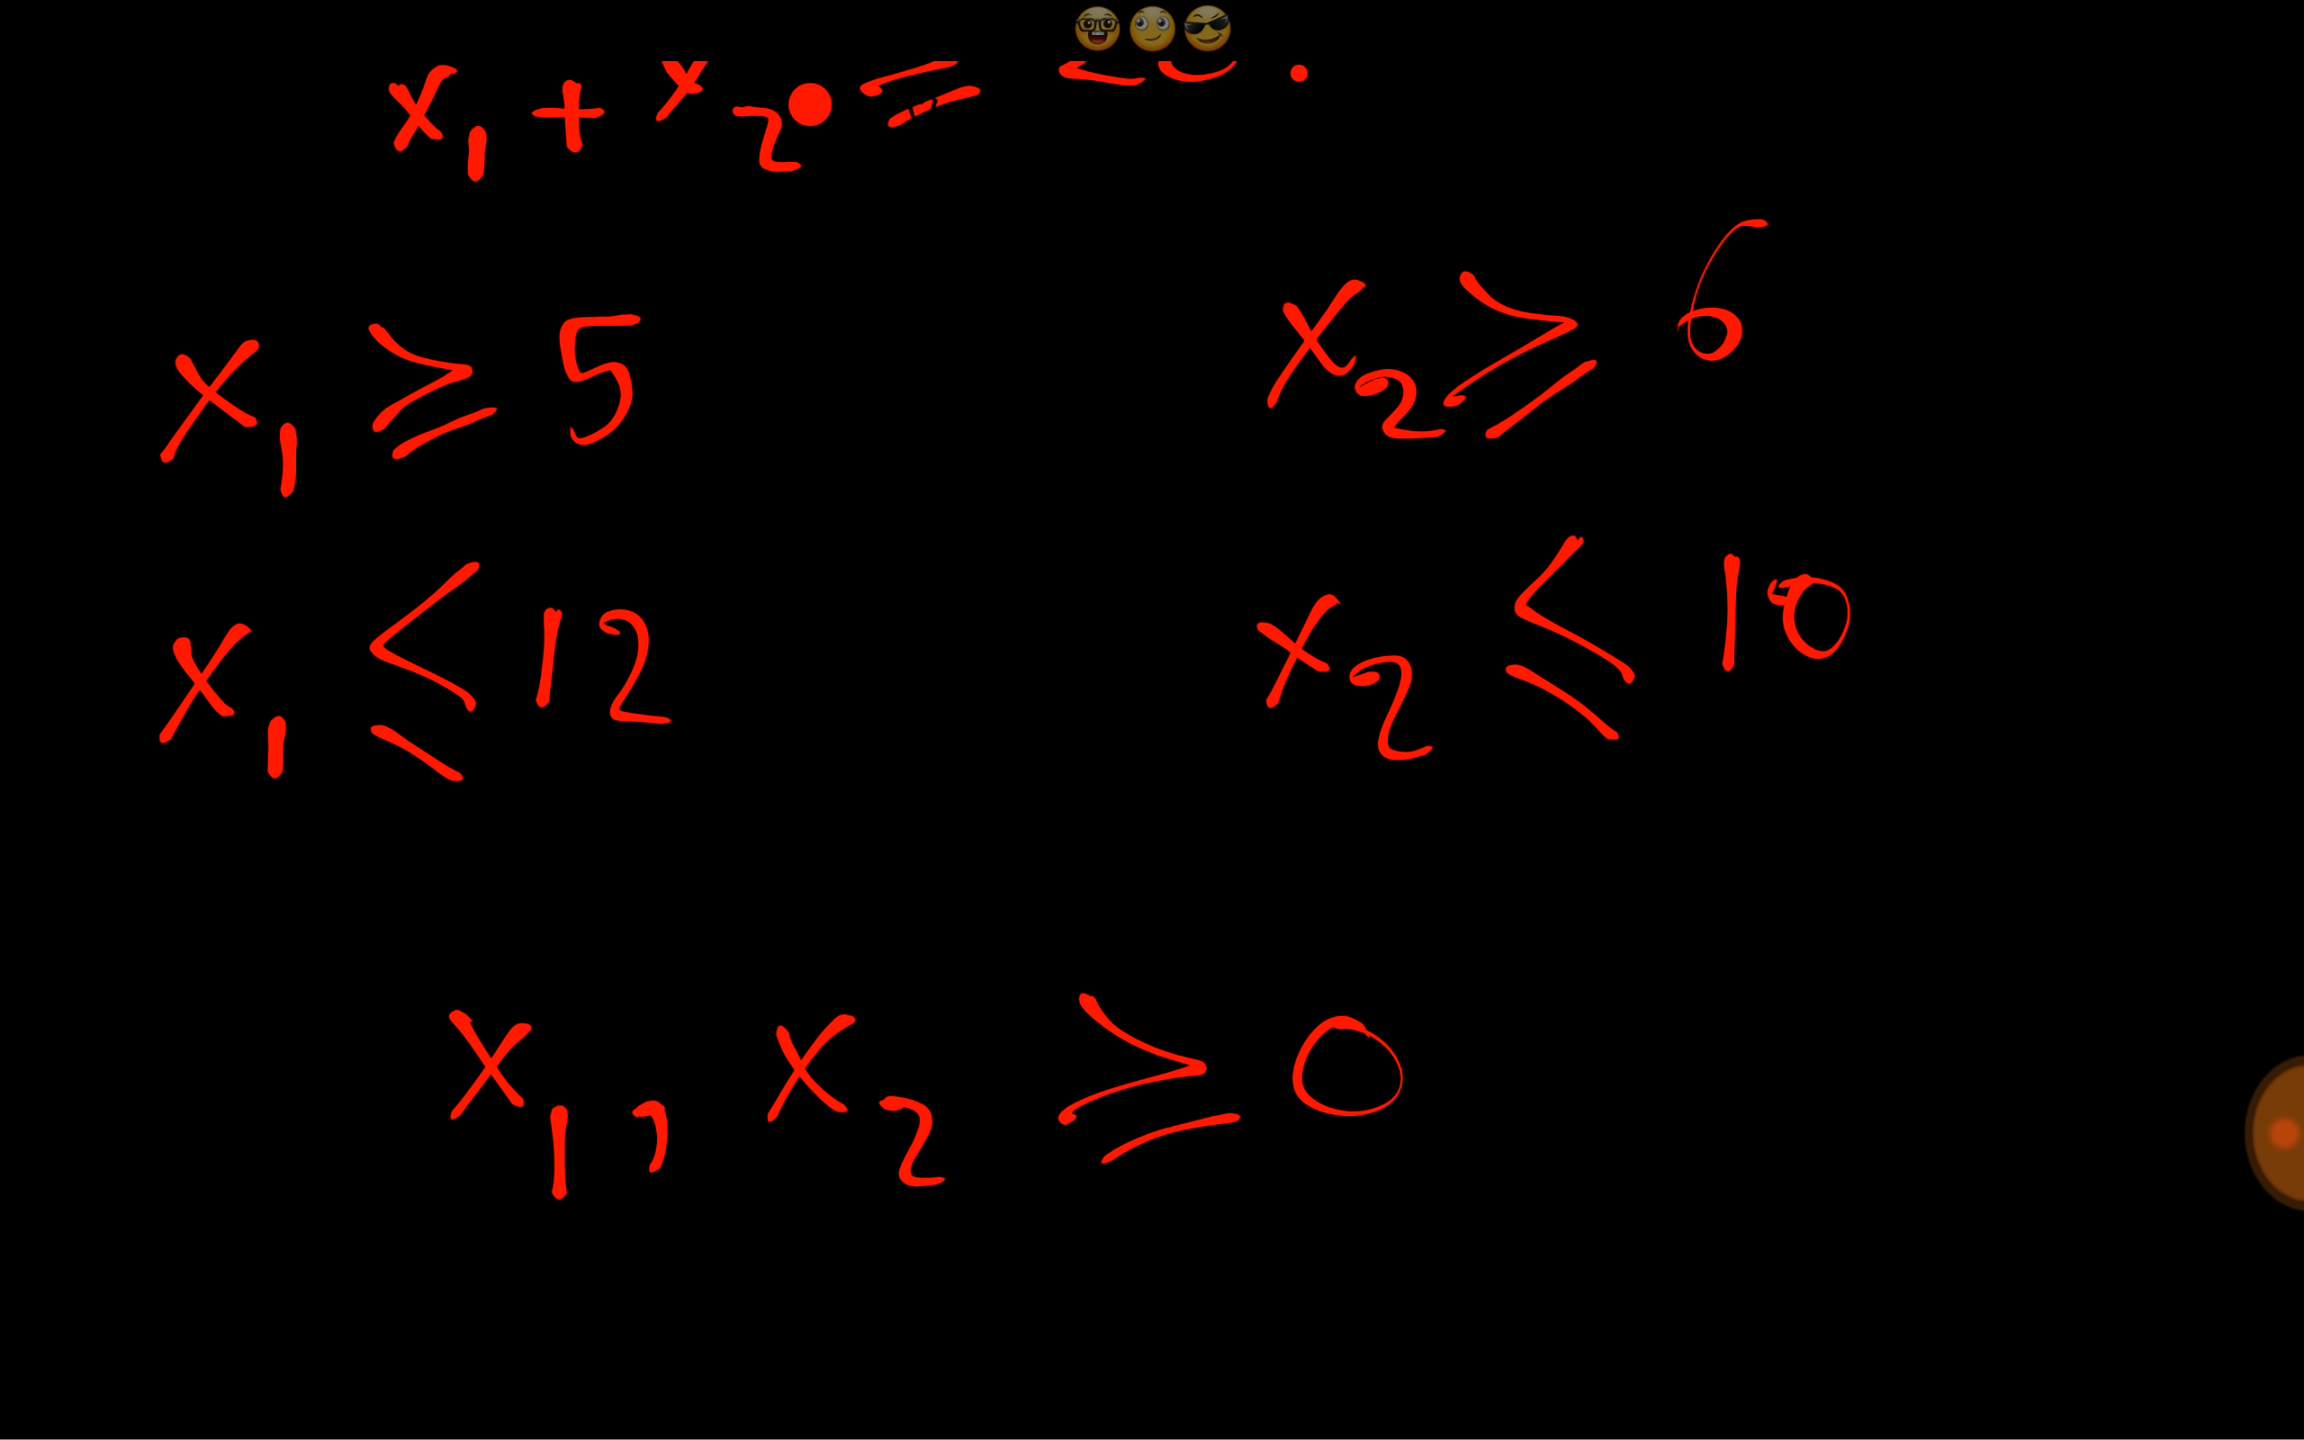 x₁ + x₂ =
x₁ ≥ 5
x₂ ≥ 6
x₁ ≤ 12
x₂ ≤ 10
x₁, x₂ ≥ 0